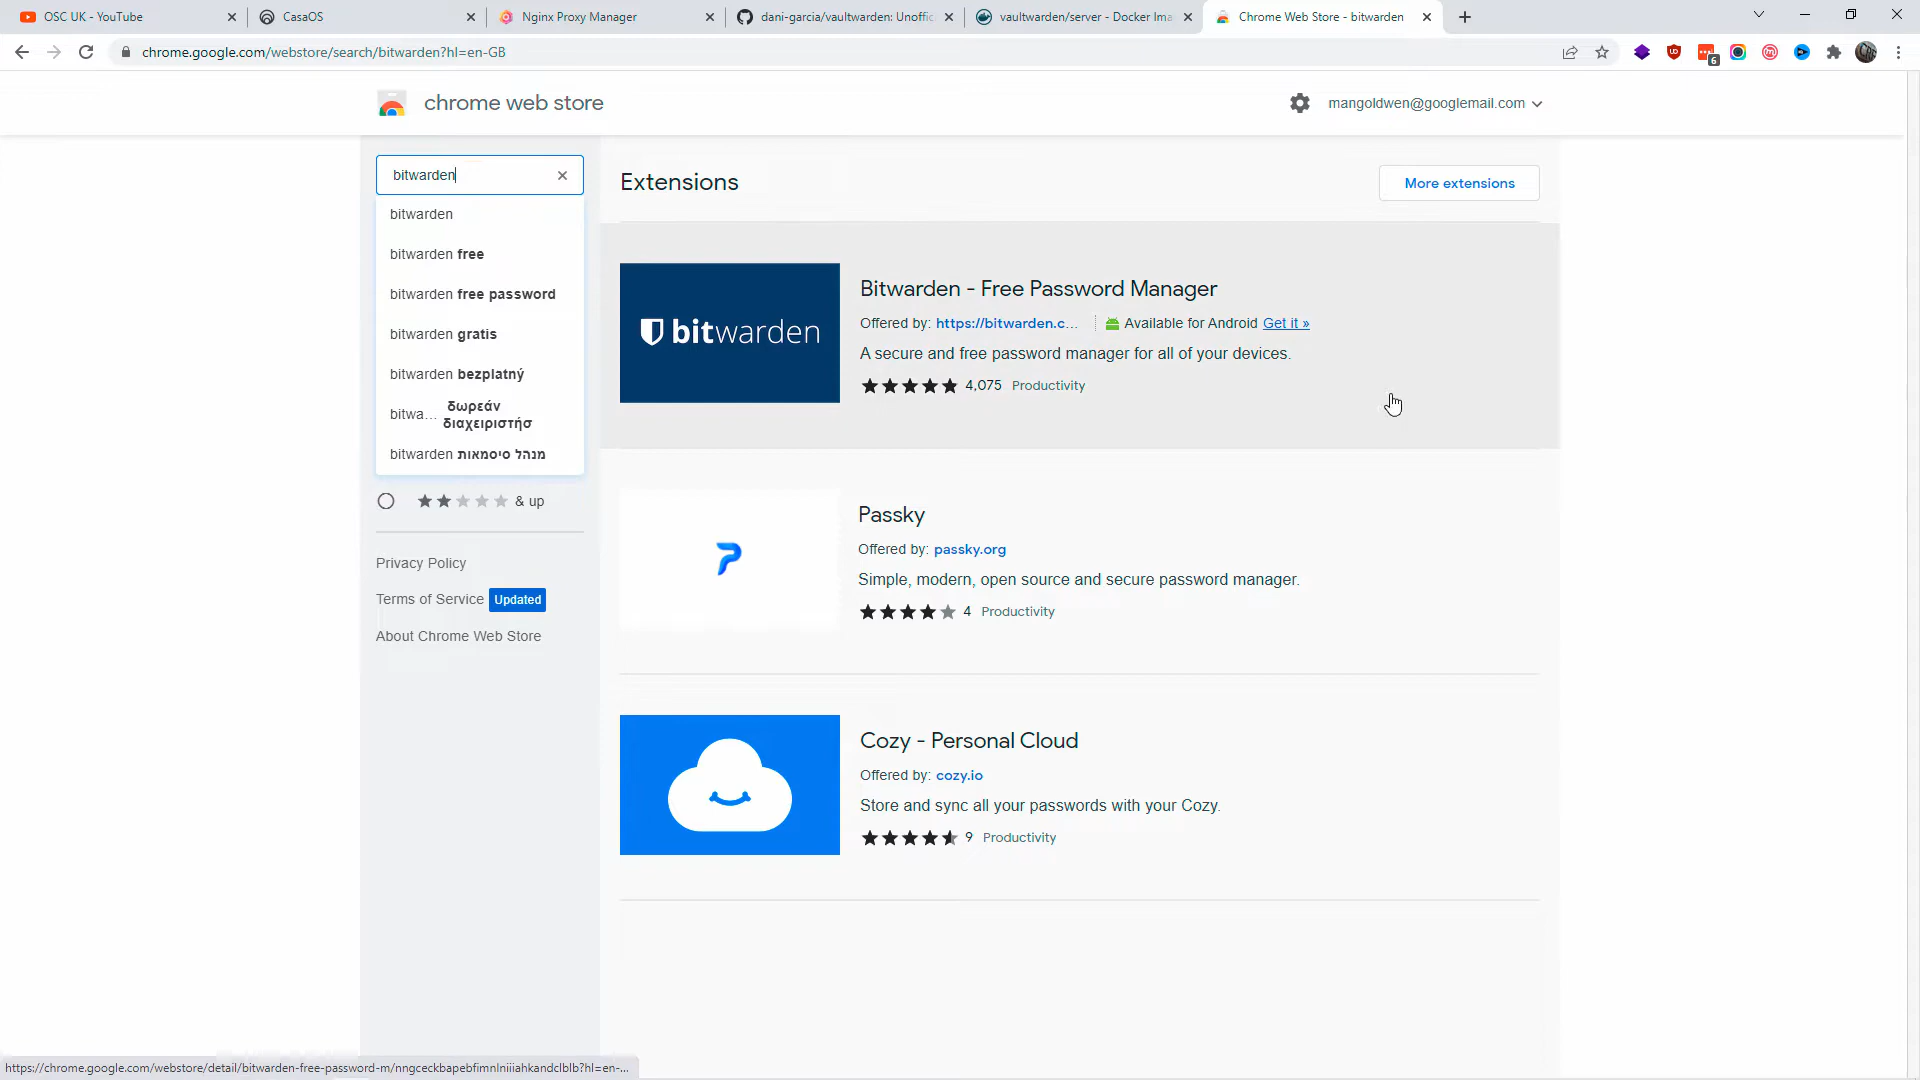 OSC UK - YouTube
CasaOS
Nginx Proxy Manager
dani-garcia/vaultwarden: Unoffic
vaultwarden/server - Docker Ima
Chrome Web Store - bitwarden
chrome.google.com/webstore/search/bitwarden?hl=en-GB
6
chrome web store
mangoldwen@googlemail.com
bitwarden
Extensions
More extensions
bitwarden
bitwarden free
bitwarden free password
bitwarden gratis
bitwarden bezplatný
bitwa... δωρεάν
διαχειριστήσ
bitwarden מנהל סיסמאות
& up
Privacy Policy
Terms of Service Updated
About Chrome Web Store
bitwarden
Bitwarden - Free Password Manager
Offered by: https://bitwarden.c... Available for Android Get it »
A secure and free password manager for all of your devices.
4,075 Productivity
Passky
Offered by: passky.org
Simple, modern, open source and secure password manager.
4 Productivity
Cozy - Personal Cloud
Offered by: cozy.io
Store and sync all your passwords with your Cozy.
9 Productivity
https://chrome.google.com/webstore/detail/bitwarden-free-password-m/nngceckbapebfimnlniiiahkandclblb?hl=en-...